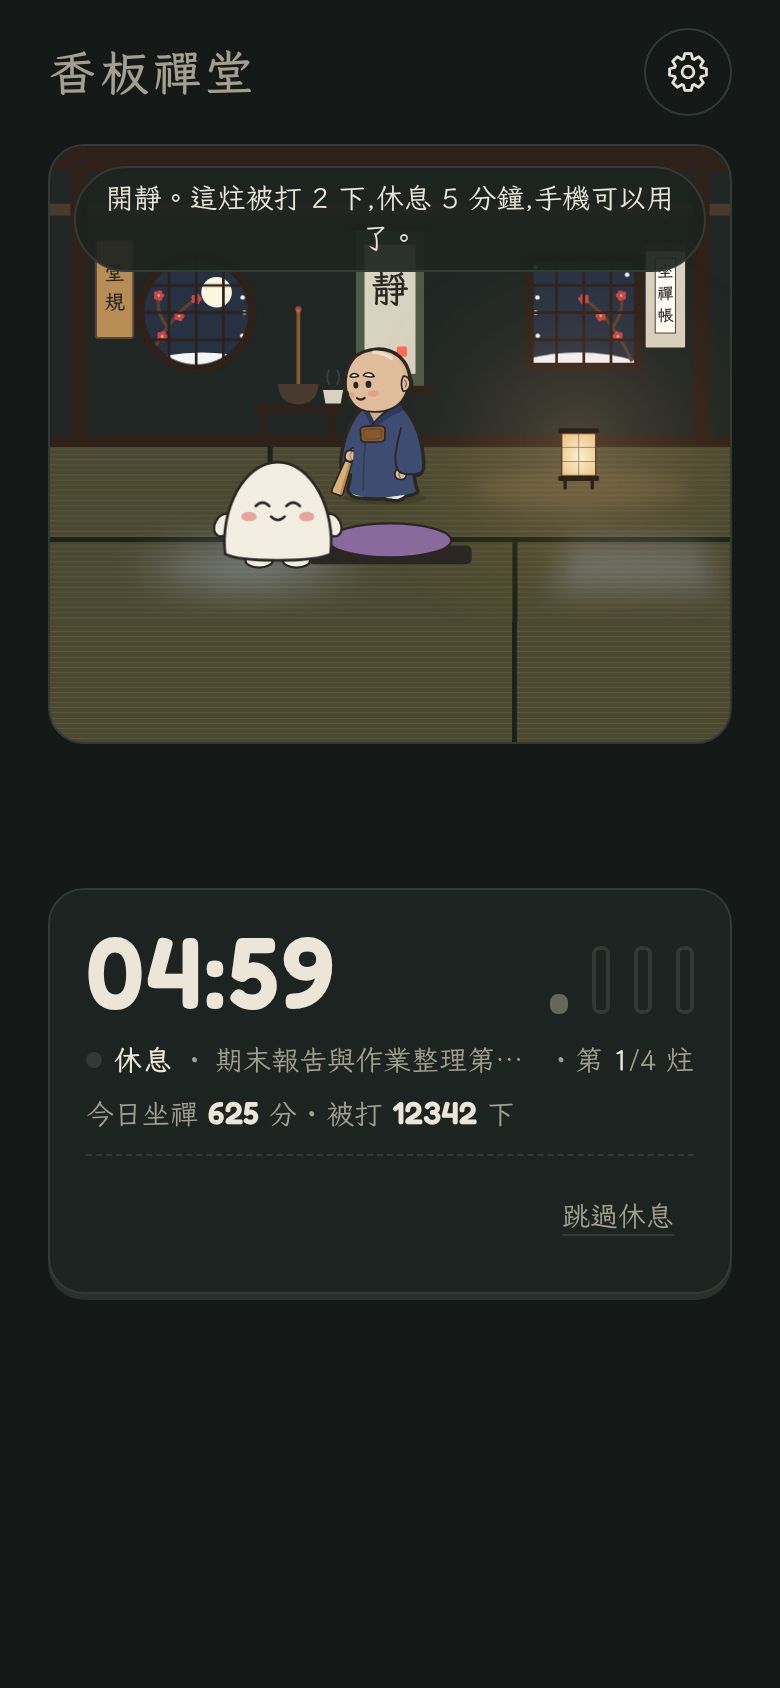 香板禪堂
開靜。這炷被打 2 下,休息 5 分鐘,手機可以用
了。
堂規
靜
坐禪帳
04:59
休息 · 期末報告與作業整理第… · 第 1/4 炷
今日坐禪 625 分 · 被打 12342 下
跳過休息